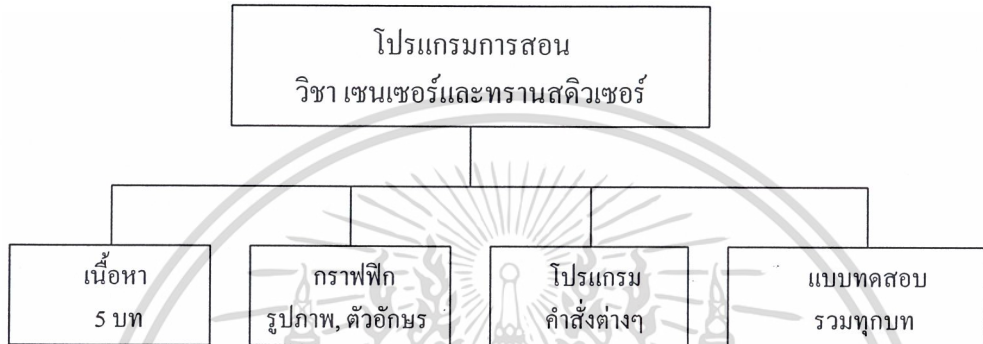 โปรแกรมการสอน
วิชา เซนเซอร์และทรานสดิวเซอร์
เนื้อหา
5 บท
กราฟฟิก
รูปภาพ, ตัวอักษร
โปรแกรม
คำสั่งต่างๆ
แบบทดสอบ
รวมทุกบท